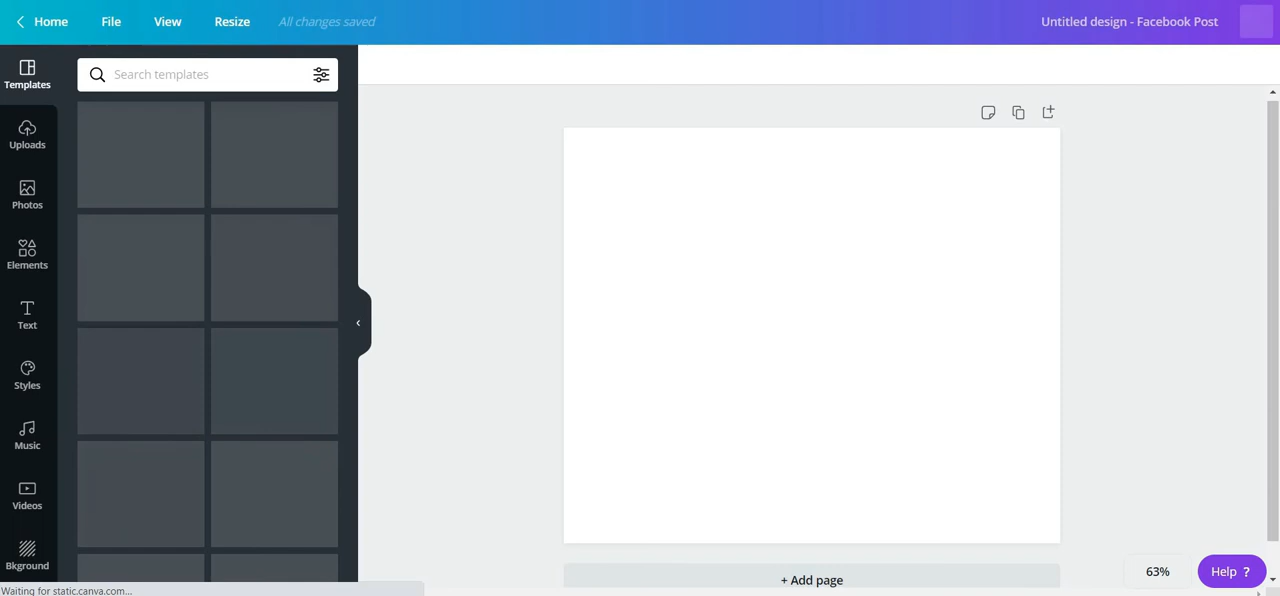 Home File View Resize All changes saved Untitled design - Facebook Post
Templates
Search templates
Uploads
Photos
Elements
Text
Styles
Music
Videos
Bkground
+ Add page
63%
Help ?
Waiting for static.canva.com...